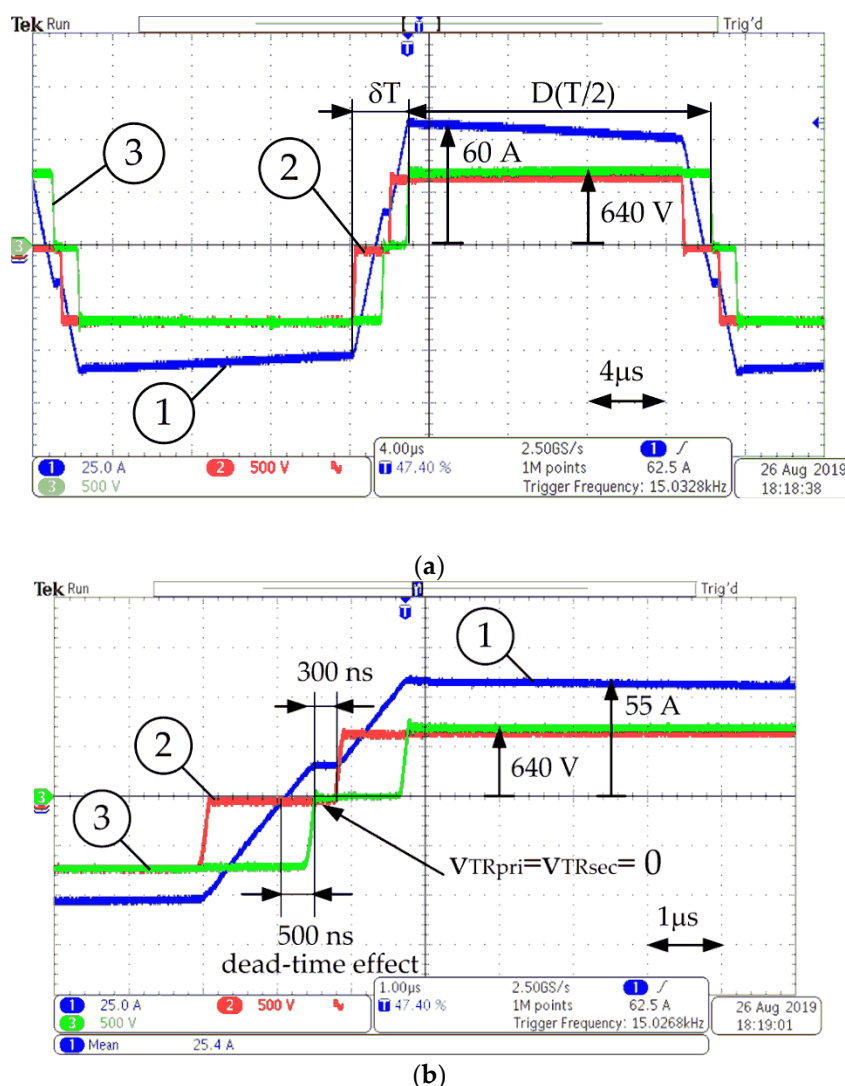 Tek Run
Trig'd
T
T
δT
D(T/2)
3
2
60 A
640 V
3
1
4μs
1 25.0 A
2 500 V
3 500 V
4.00μs
T 47.40 %
2.50GS/s
1M points
1
62.5 A
Trigger Frequency: 15.0328kHz
26 Aug 2019
18:18:38
(a)
Tek Run
Trig'd
T
1
300 ns
55 A
2
640 V
3
3
vTRpri=vTRsec= 0
500 ns
dead-time effect
1μs
1 25.0 A
2 500 V
3 500 V
1.00μs
T 47.40 %
2.50GS/s
1M points
1
62.5 A
Trigger Frequency: 15.0268kHz
26 Aug 2019
18:19:01
1 Mean 25.4 A
(b)